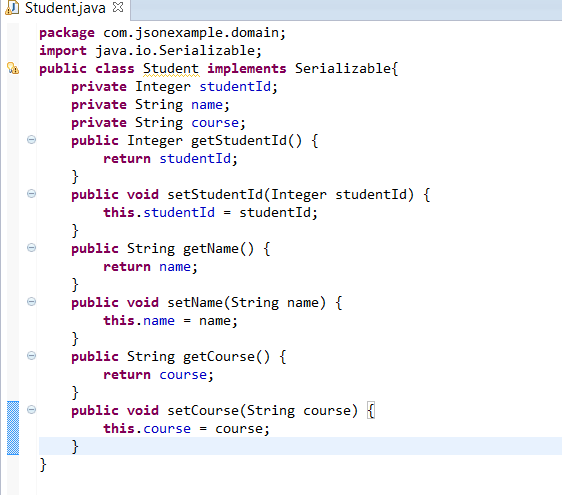 Student.java
package com.jsonexample.domain;
import java.io.Serializable;
public class Student implements Serializable{
    private Integer studentId;
    private String name;
    private String course;
    public Integer getStudentId() {
        return studentId;
    }
    public void setStudentId(Integer studentId) {
        this.studentId = studentId;
    }
    public String getName() {
        return name;
    }
    public void setName(String name) {
        this.name = name;
    }
    public String getCourse() {
        return course;
    }
    public void setCourse(String course) {
        this.course = course;
    }
}